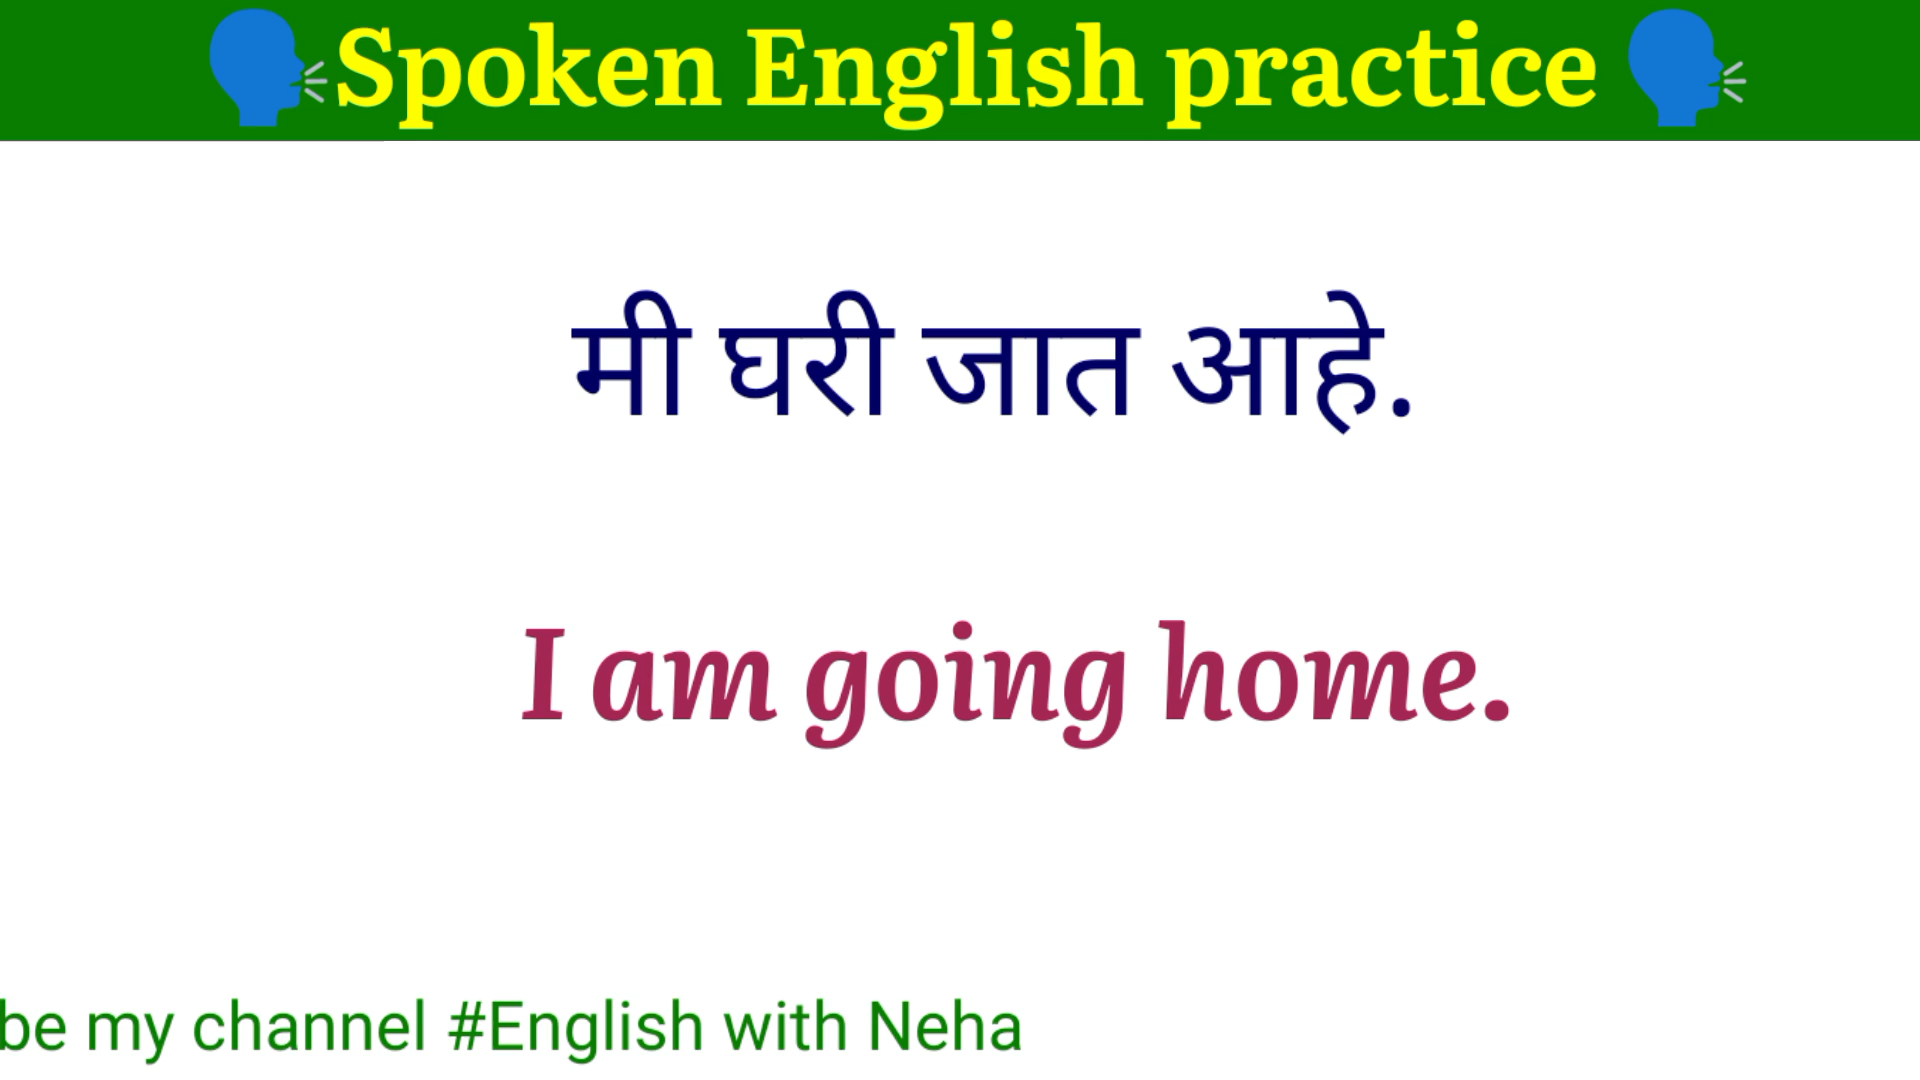 Spoken English practice
मी घरी जात आहे.
I am going home.
be my channel #English with Neha